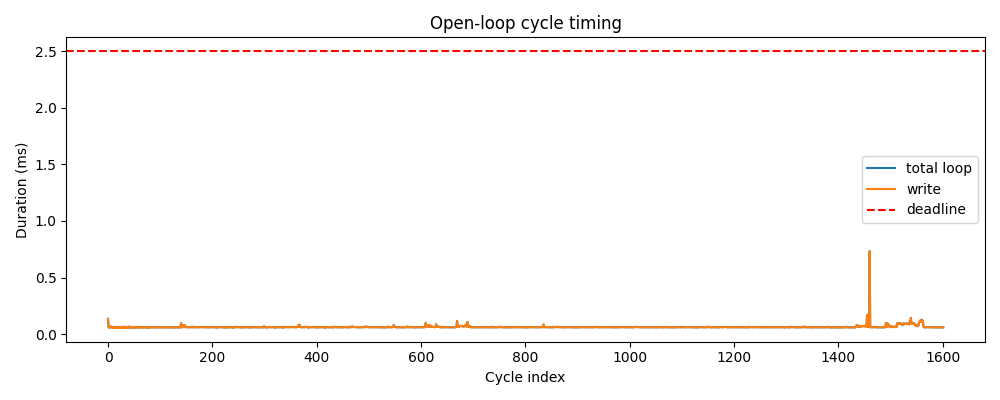 Open-loop cycle timing
Duration (ms)
2.5
2.0
1.5
1.0
0.5
0.0
total loop
write
deadline
0 200 400 600 800 1000 1200 1400 1600
Cycle index